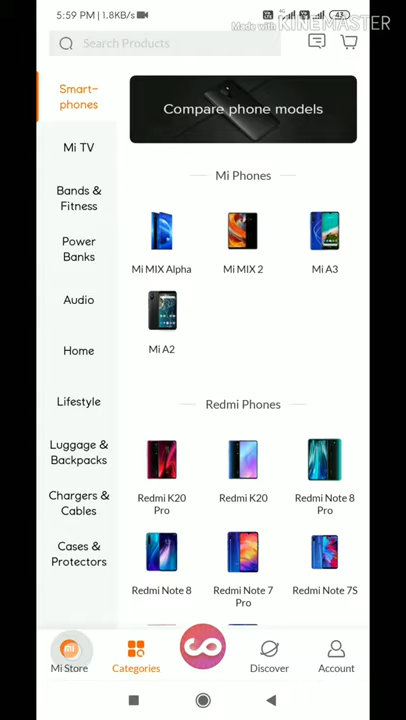 5:59 PM | 1.8KB/s
43
Made with KINEMASTER
Search Products
Smart-
phones
Mi TV
Bands &
Fitness
Power
Banks
Audio
Home
Lifestyle
Luggage &
Backpacks
Chargers &
Cables
Cases &
Protectors
Compare phone models
Mi Phones
Mi MIX Alpha
Mi MIX 2
Mi A3
Mi A2
Redmi Phones
Redmi K20
Pro
Redmi K20
Redmi Note 8
Pro
Redmi Note 8
Redmi Note 7
Pro
Redmi Note 7S
Mi Store
Categories
Discover
Account